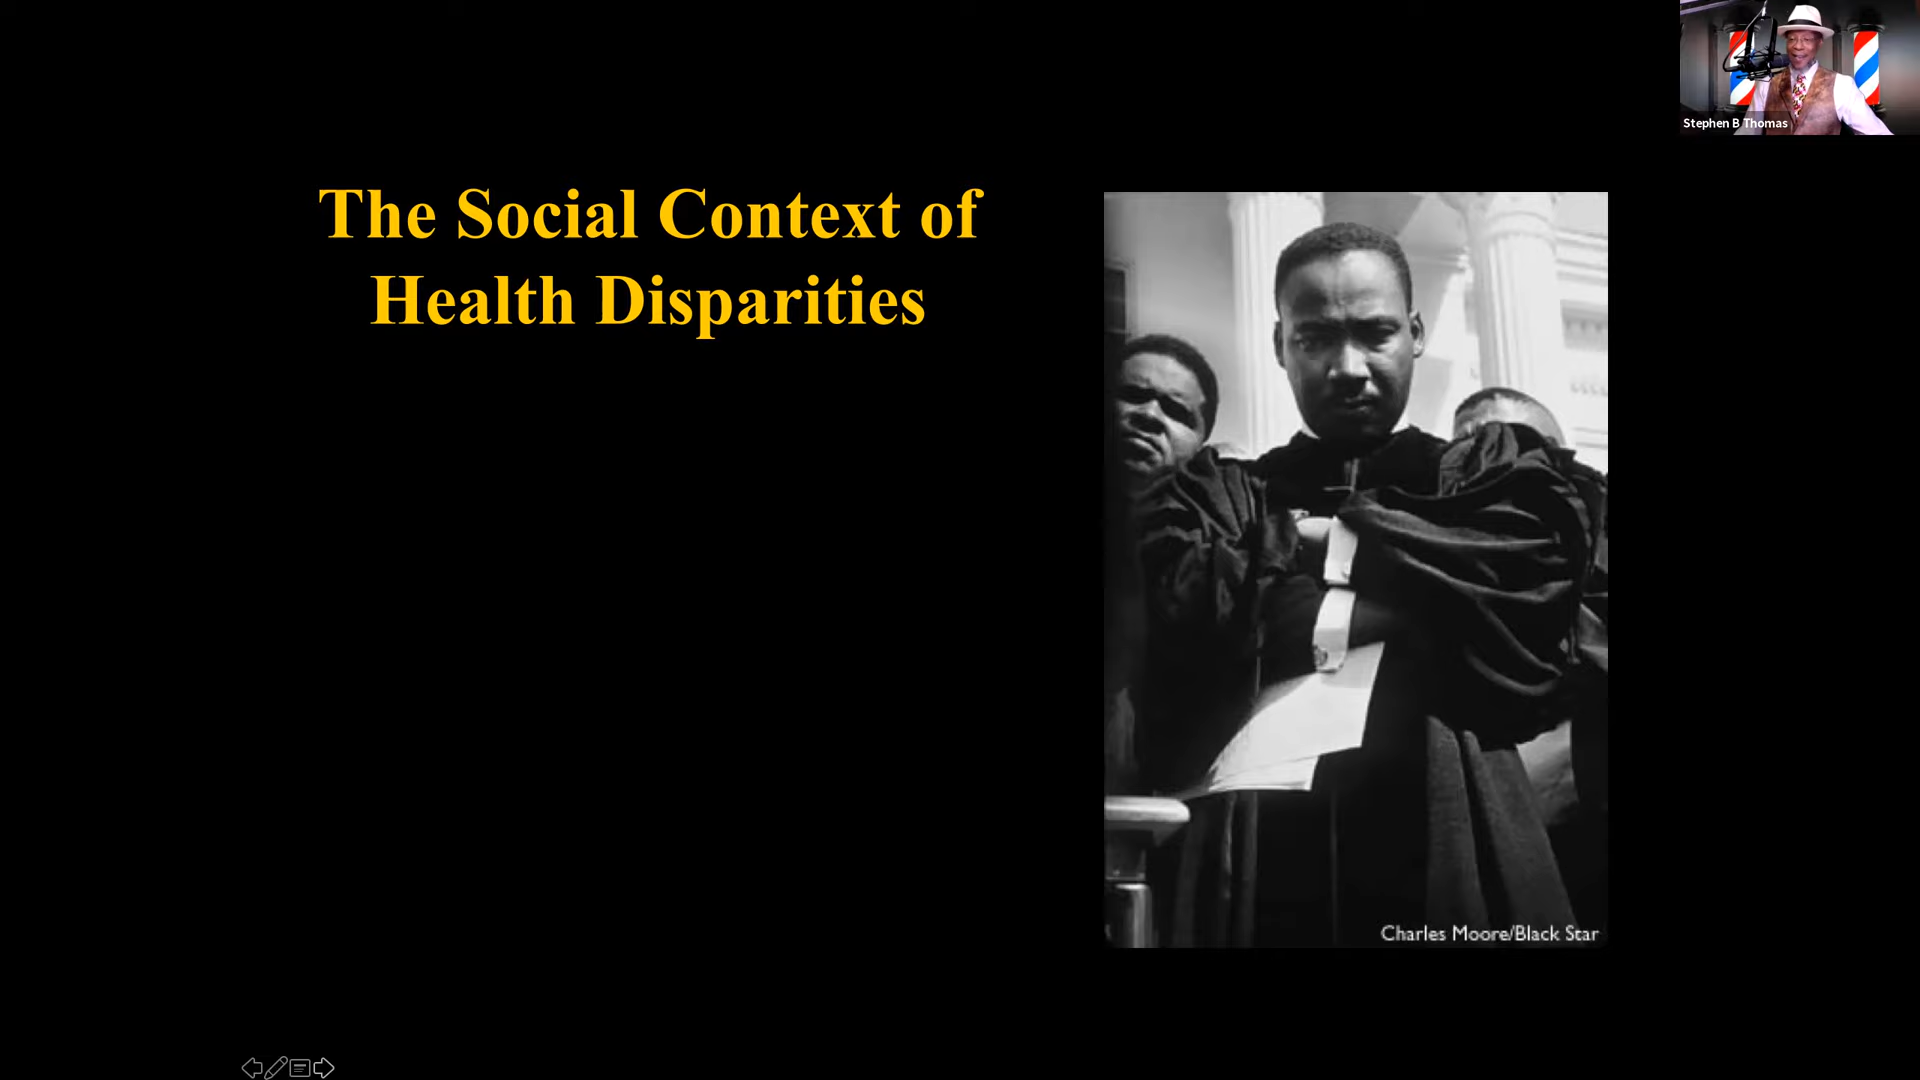 Stephen B Thomas
The Social Context of
Health Disparities
Charles Moore/Black Star